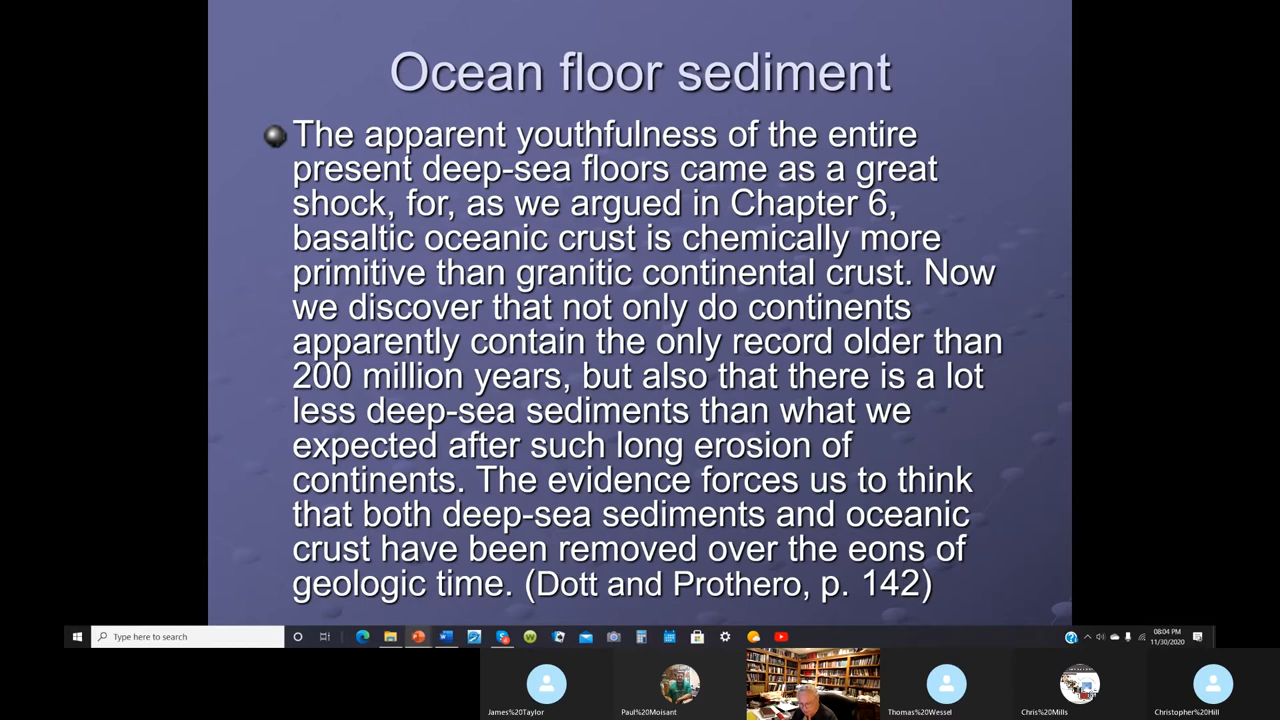 Ocean floor sediment
The apparent youthfulness of the entire
present deep-sea floors came as a great
shock, for, as we argued in Chapter 6,
basaltic oceanic crust is chemically more
primitive than granitic continental crust. Now
we discover that not only do continents
apparently contain the only record older than
200 million years, but also that there is a lot
less deep-sea sediments than what we
expected after such long erosion of
continents. The evidence forces us to think
that both deep-sea sediments and oceanic
crust have been removed over the eons of
geologic time. (Dott and Prothero, p. 142)
Type here to search
08:04 PM
11/30/2020
James%20Taylor
Paul%20Moisant
Thomas%20Wessel
Chris%20Mills
Christopher%20Hill